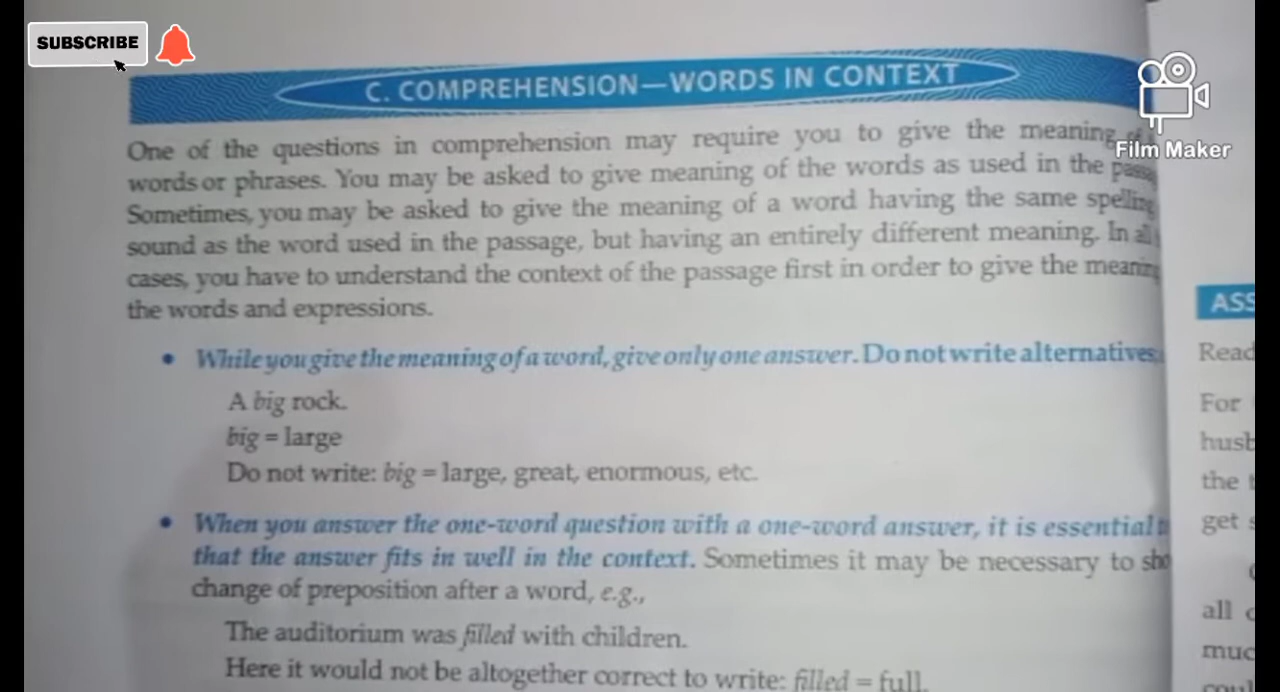 SUBSCRIBE
C. COMPREHENSION—WORDS IN CONTEXT
Film Maker
One of the questions in comprehension may require you to give the meaning
words or phrases. You may be asked to give meaning of the words as used in the
Sometimes, you may be asked to give the meaning of a word having the same
sound as the word used in the passage, but having an entirely different meaning. In
cases, you have to understand the context of the passage first in order to give the
the words and expressions.
• While you give the meaning of a word, give only one answer. Do not write alternatives
A big rock.
big = large
Do not write: big = large, great, enormous, etc.
• When you answer the one-word question with a one-word answer, it is essential
that the answer fits in well in the context. Sometimes it may be necessary to
change of preposition after a word, e.g.,
The auditorium was filled with children.
Here it would not be altogether correct to write: filled = full.
ASS
Read
For
husb
the
get
all
muc